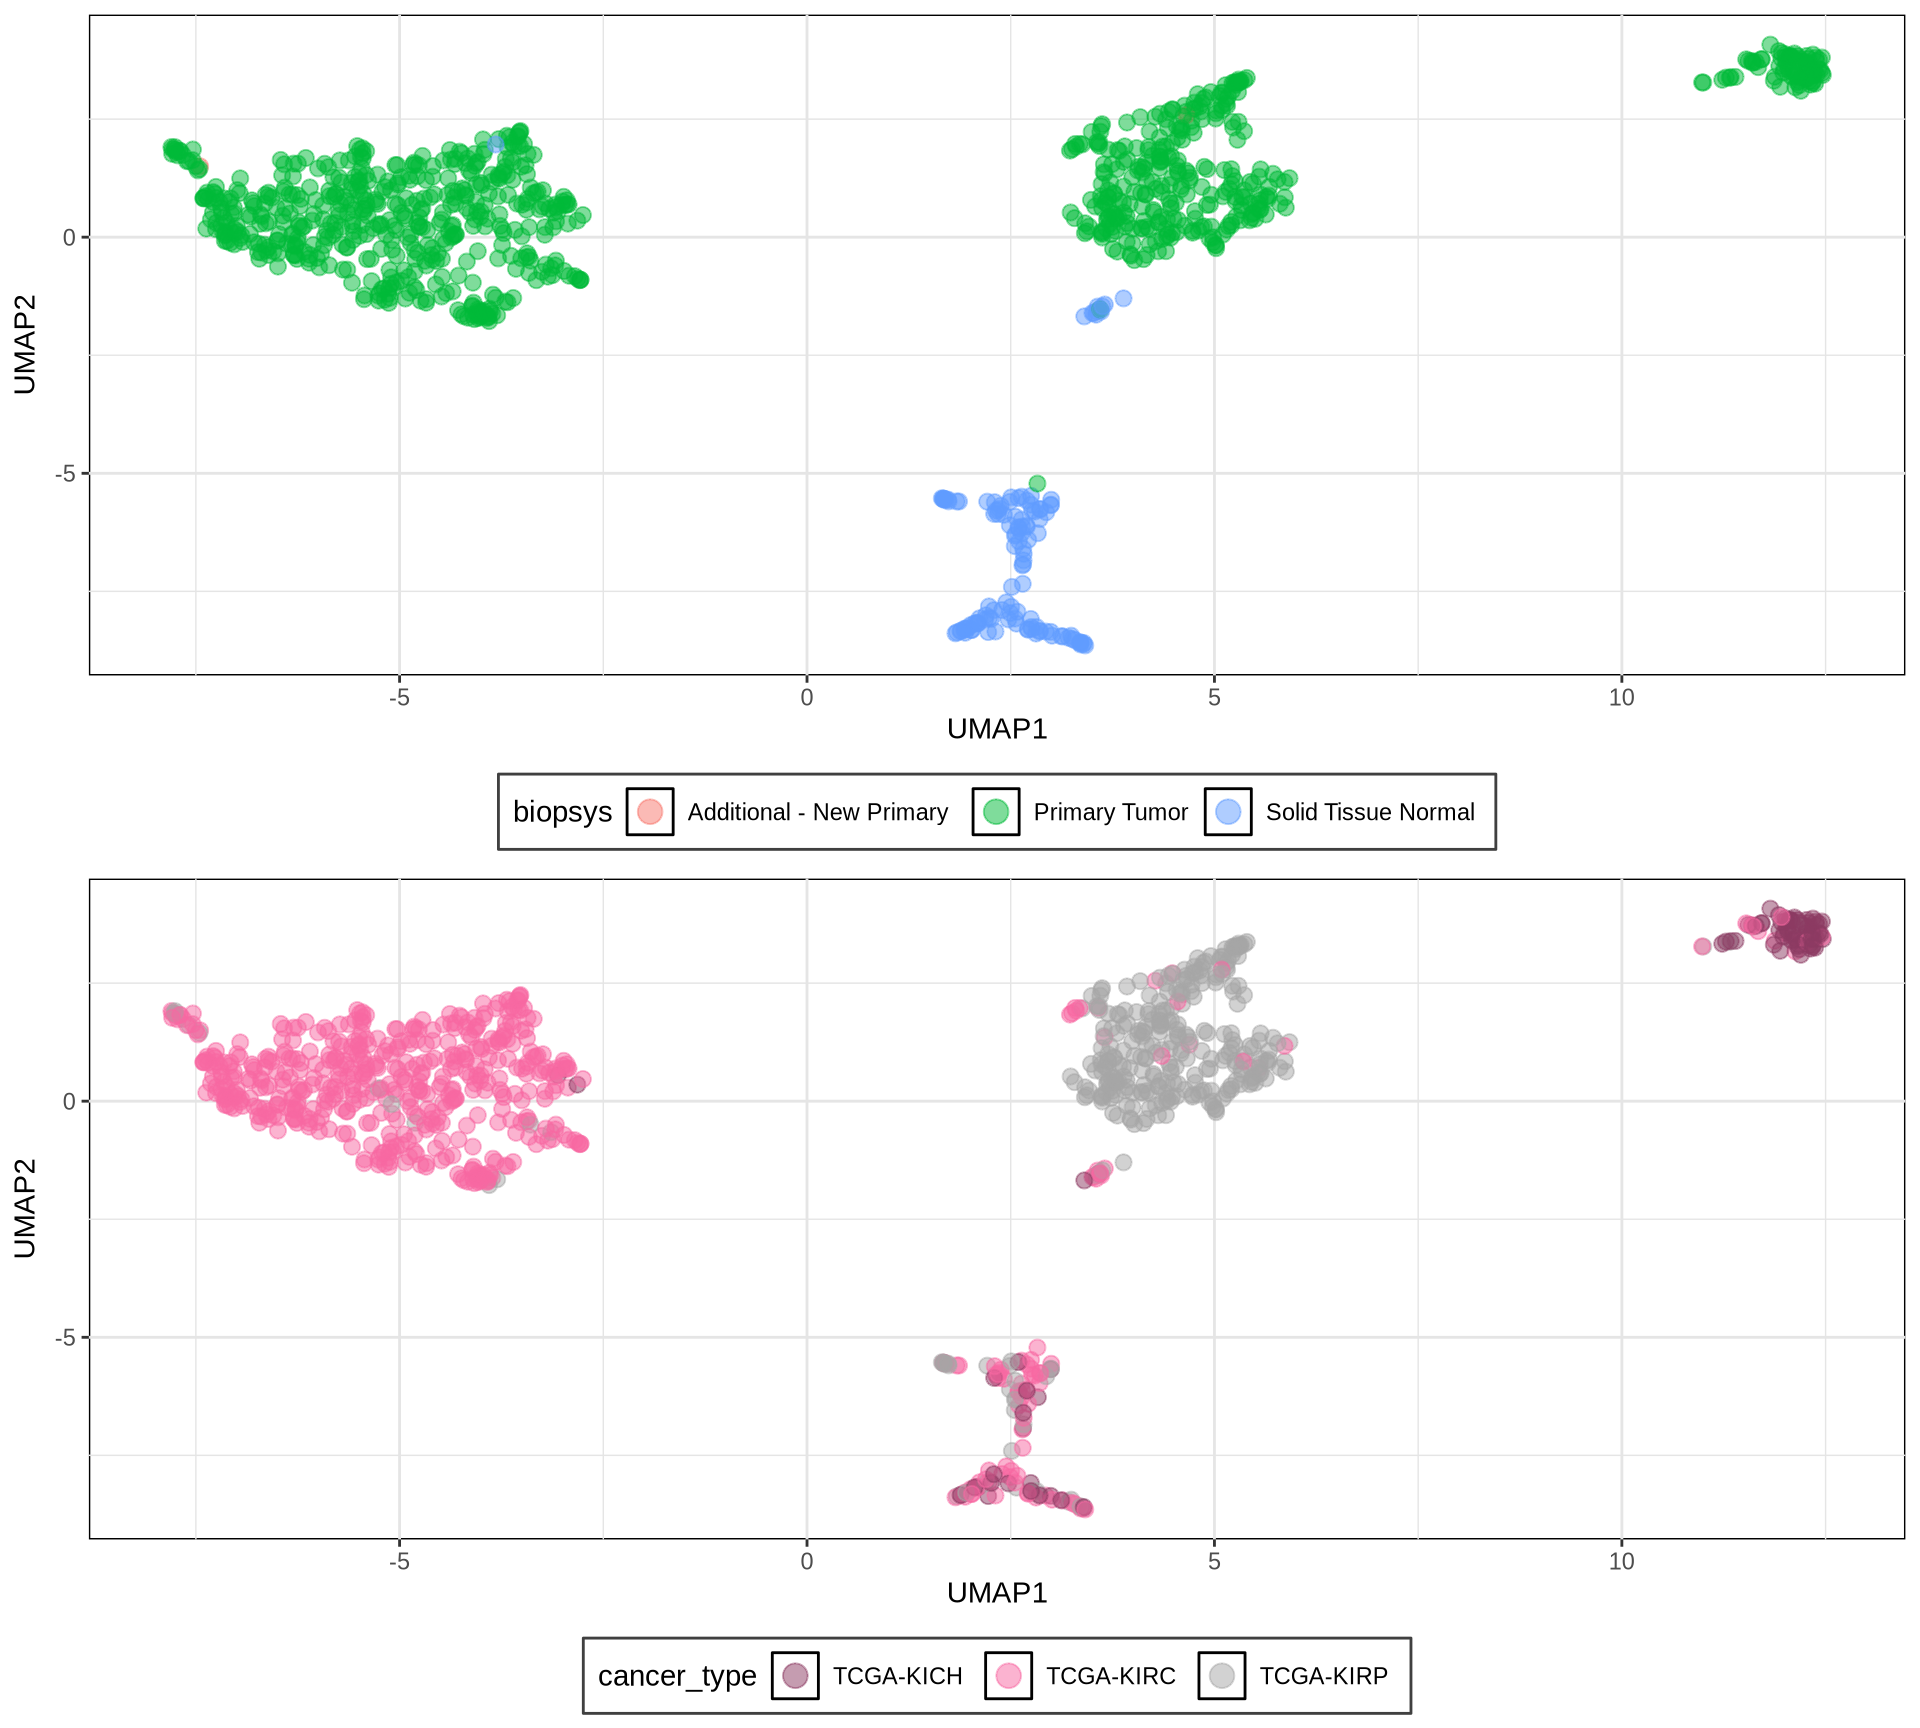 0
-5
UMAP2
-5 0 5 10
UMAP1
biopsys Additional - New Primary Primary Tumor Solid Tissue Normal
0
-5
UMAP2
-5 0 5 10
UMAP1
cancer_type TCGA-KICH TCGA-KIRC TCGA-KIRP